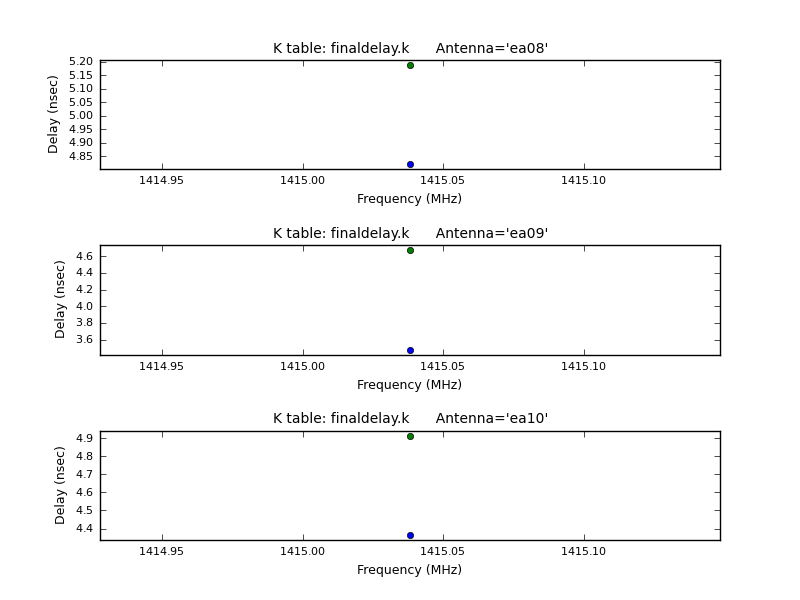 K table: finaldelay.k Antenna='ea08'
Delay (nsec)
5.20
5.15
5.10
5.05
5.00
4.95
4.90
4.85
1414.95 1415.00 1415.05 1415.10
Frequency (MHz)
K table: finaldelay.k Antenna='ea09'
Delay (nsec)
4.6
4.4
4.2
4.0
3.8
3.6
1414.95 1415.00 1415.05 1415.10
Frequency (MHz)
K table: finaldelay.k Antenna='ea10'
Delay (nsec)
4.9
4.8
4.7
4.6
4.5
4.4
1414.95 1415.00 1415.05 1415.10
Frequency (MHz)